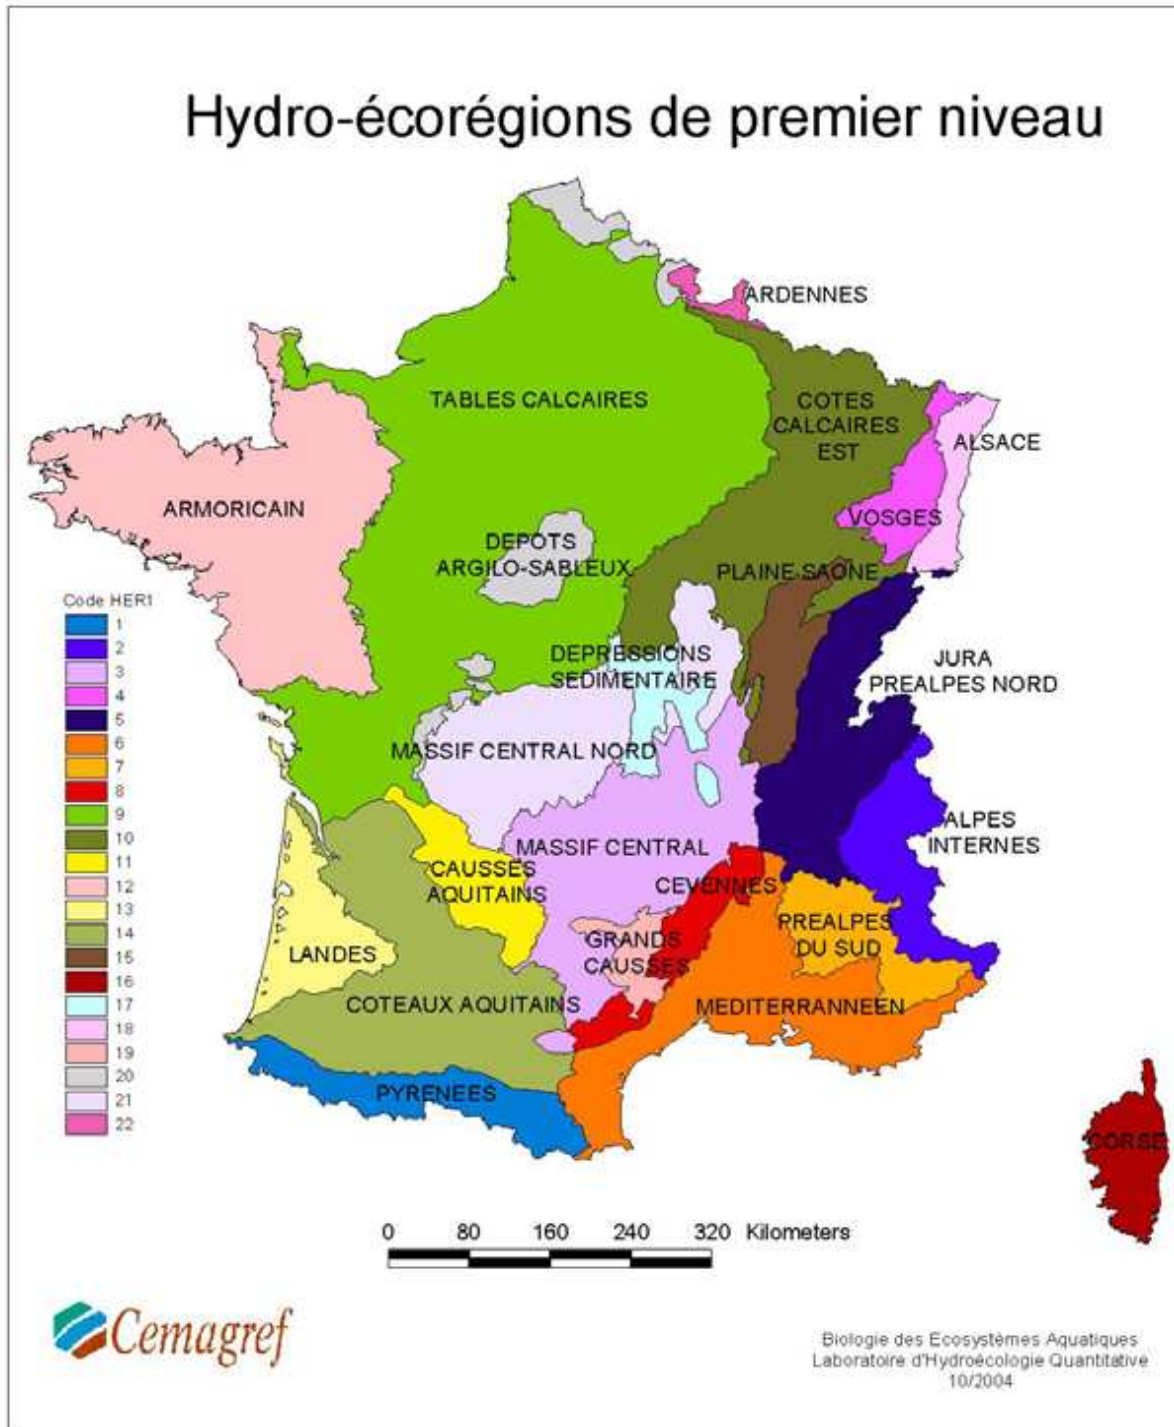 Hydro-écorégions de premier niveau
ARDENNES
TABLES CALCAIRES
COTES
CALCAIRES
EST
ALSACE
ARMORICAIN
VOSGES
DEPOTS
ARGILO-SABLEUX
PLAINE SAONE
Code HER1
1
2
3
4
5
6
7
8
9
10
11
12
13
14
15
16
17
18
19
20
21
22
DEPRESSIONS
SEDIMENTAIRE
JURA
PREALPES NORD
MASSIF CENTRAL NORD
ALPES
INTERNES
MASSIF CENTRAL
CAUSSES
AQUITAINS
CEVENNES
PREALPES
DU SUD
GRANDS
CAUSSES
LANDES
COTEAUX AQUITAINS
MEDITERRANNEEN
PYRENEES
CORSE
0 80 160 240 320 Kilometers
Cemagref
Biologie des Ecosystèmes Aquatiques
Laboratoire d'Hydroécologie Quantitative
10/2004